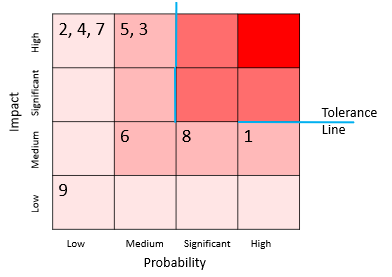 High
2, 4, 7
5, 3
Significant
Impact
Tolerance
Line
Medium
6
8
1
Low
9
Low
Medium
Significant
High
Probability